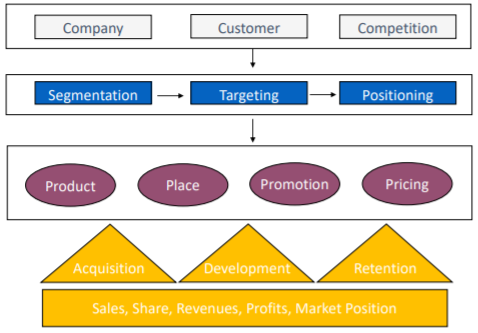 Company Customer Competition
Segmentation Targeting Positioning
Product Place Promotion Pricing
Acquisition Development Retention
Sales, Share, Revenues, Profits, Market Position